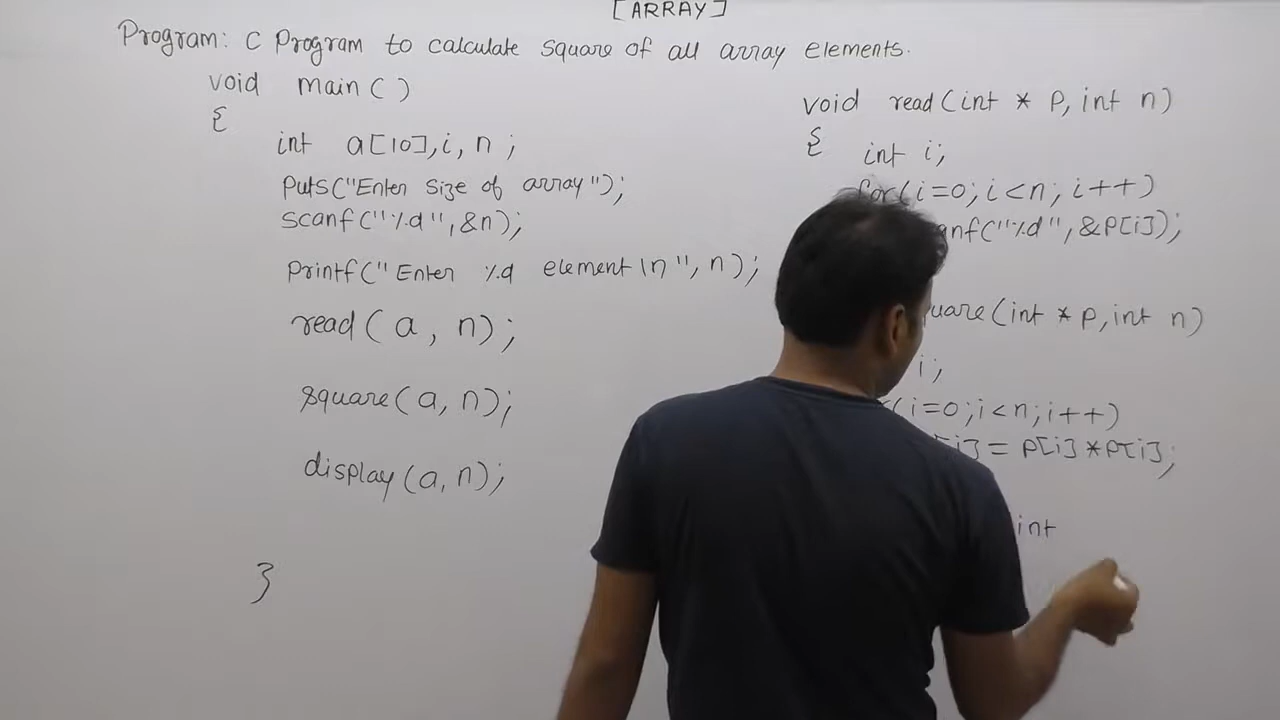 [ARRAY]
Program: C Program to calculate square of all array elements.
void main( )
{
int a[10],i, n ;
puts("Enter size of array");
scanf("%d",&n);
printf("Enter %d element\n", n);
read(a, n);
square(a, n);
display(a, n);
}
void read(int * P, int n)
{ int i;
for(i=0; i<n; i++)
anf("%d", &P[i]);
quare(int * P, int n)
i;
(i=0; i<n; i++)
[i] = P[i]*P[i];
int